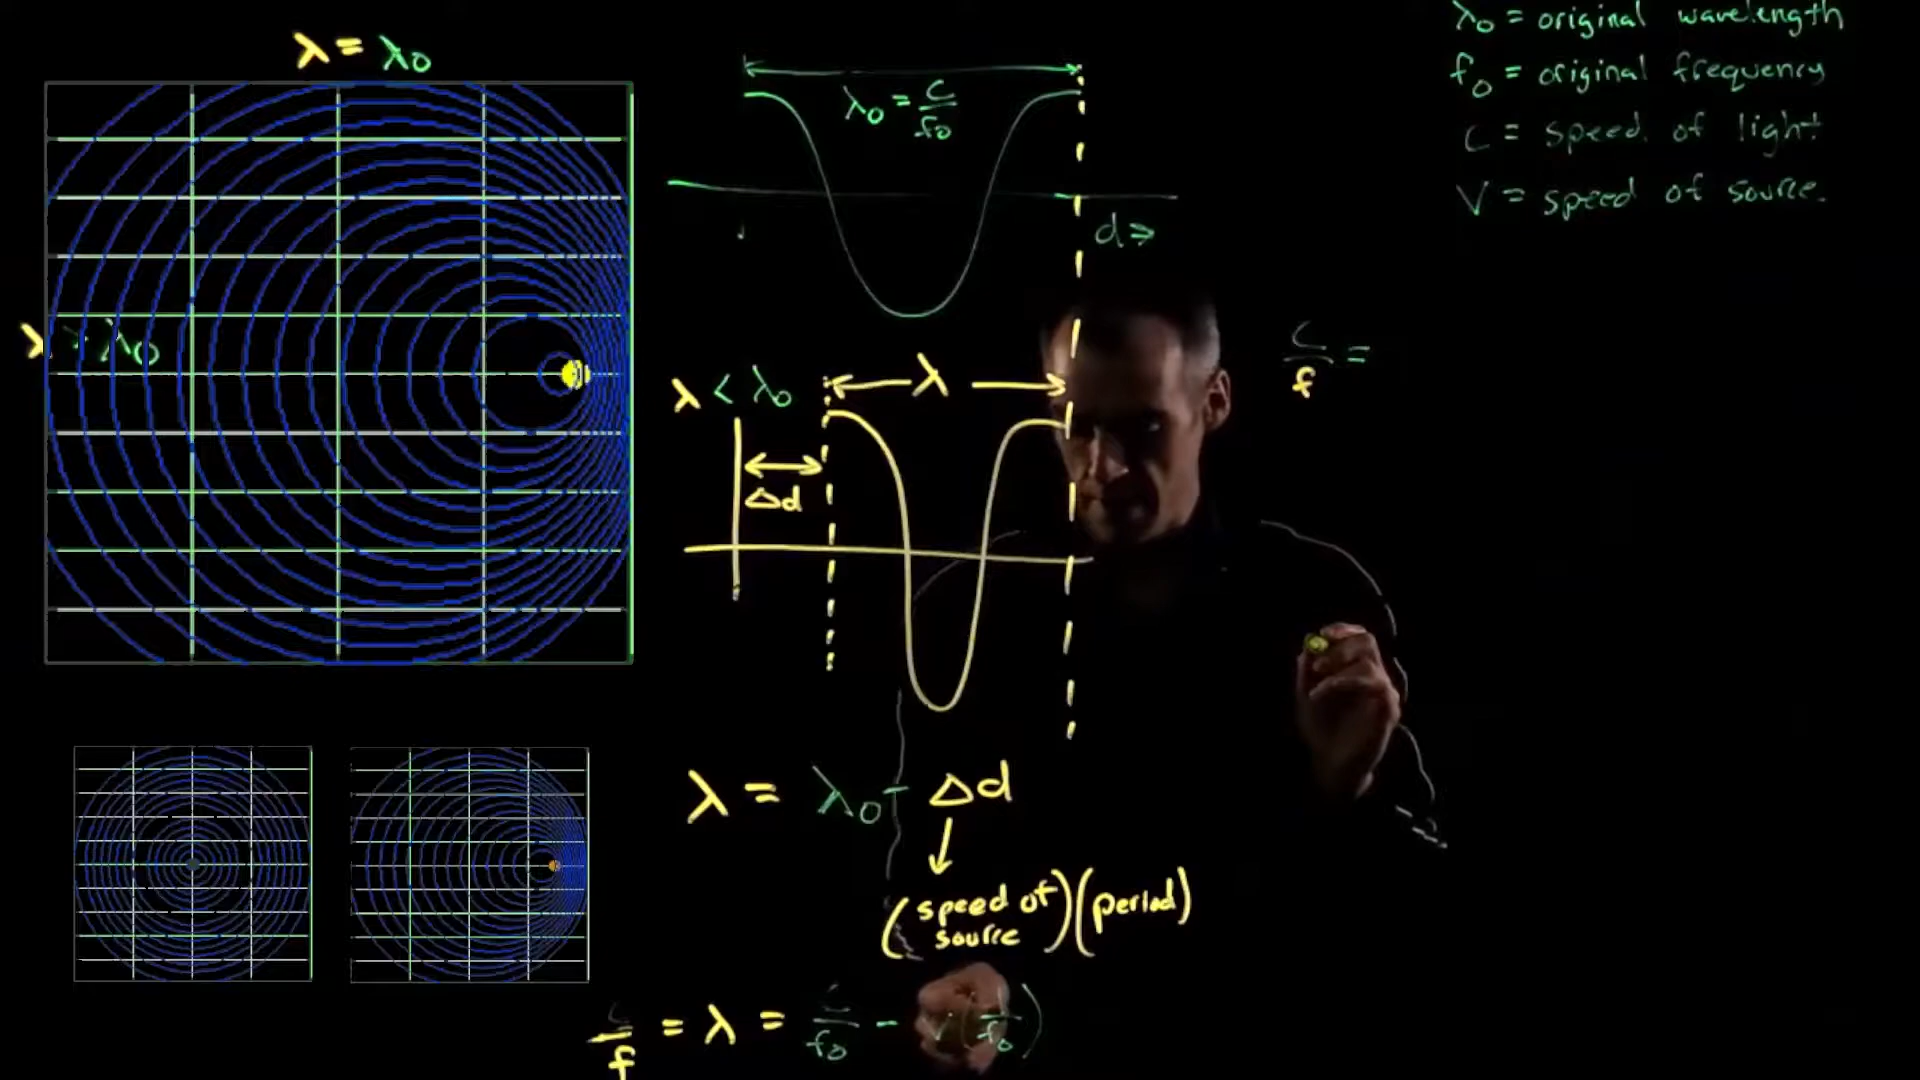 λ = λ₀
λ > λ₀
λ₀ = c/f₀
d →
λ₀ = original wavelength
f₀ = original frequency
c = speed of light
V = speed of source.
λ < λ₀
λ
Δd
c/f =
λ = λ₀ - Δd
(speed of source)(period)
c/f = λ = c/f₀ - v(1/f₀)